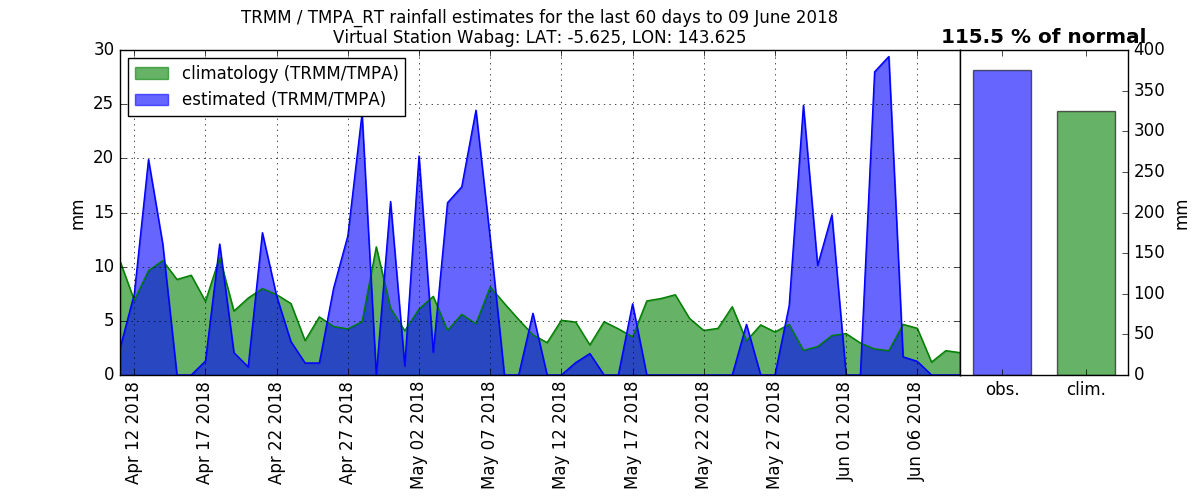 TRMM / TMPA_RT rainfall estimates for the last 60 days to 09 June 2018
Virtual Station Wabag: LAT: -5.625, LON: 143.625
115.5 % of normal
climatology (TRMM/TMPA)
estimated (TRMM/TMPA)
mm
30
25
20
15
10
5
0
Apr 12 2018
Apr 17 2018
Apr 22 2018
Apr 27 2018
May 02 2018
May 07 2018
May 12 2018
May 17 2018
May 22 2018
May 27 2018
Jun 01 2018
Jun 06 2018
obs.
clim.
400
350
300
250
200
150
100
50
0
mm